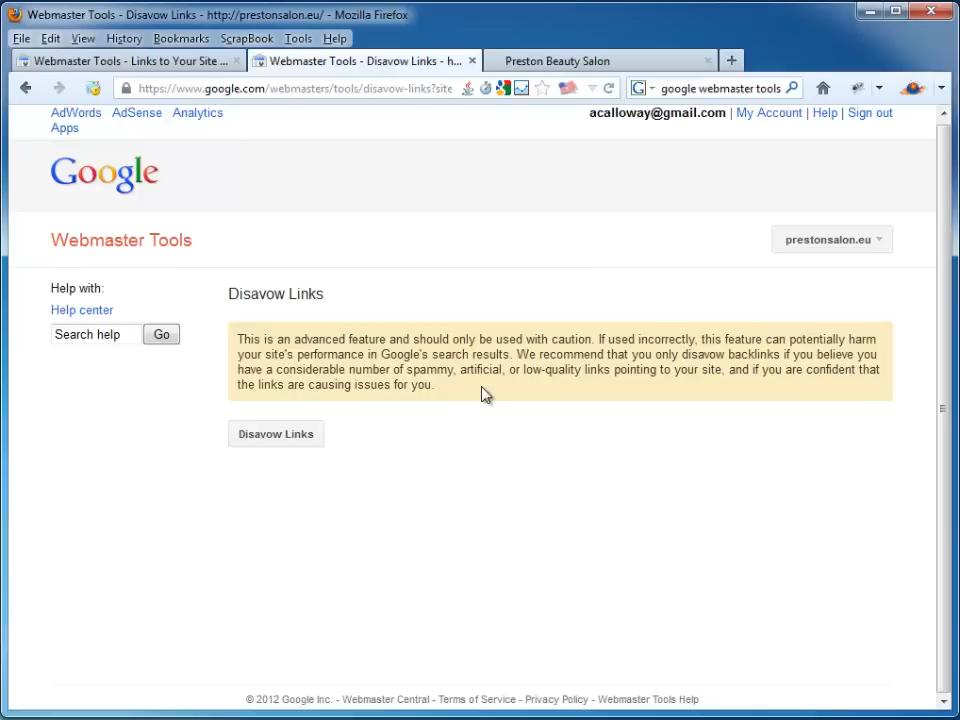 Webmaster Tools - Disavow Links - http://prestonsalon.eu/ - Mozilla Firefox
File Edit View History Bookmarks ScrapBook Tools Help
Webmaster Tools - Links to Your Site ... × Webmaster Tools - Disavow Links - h... × Preston Beauty Salon × +
https://www.google.com/webmasters/tools/disavow-links?site google webmaster tools
AdWords AdSense Analytics acalloway@gmail.com | My Account | Help | Sign out
Apps
Google
Webmaster Tools prestonsalon.eu
Help with:
Help center
Search help Go
Disavow Links
This is an advanced feature and should only be used with caution. If used incorrectly, this feature can potentially harm
your site's performance in Google's search results. We recommend that you only disavow backlinks if you believe you
have a considerable number of spammy, artificial, or low-quality links pointing to your site, and if you are confident that
the links are causing issues for you.
Disavow Links
© 2012 Google Inc. - Webmaster Central - Terms of Service - Privacy Policy - Webmaster Tools Help